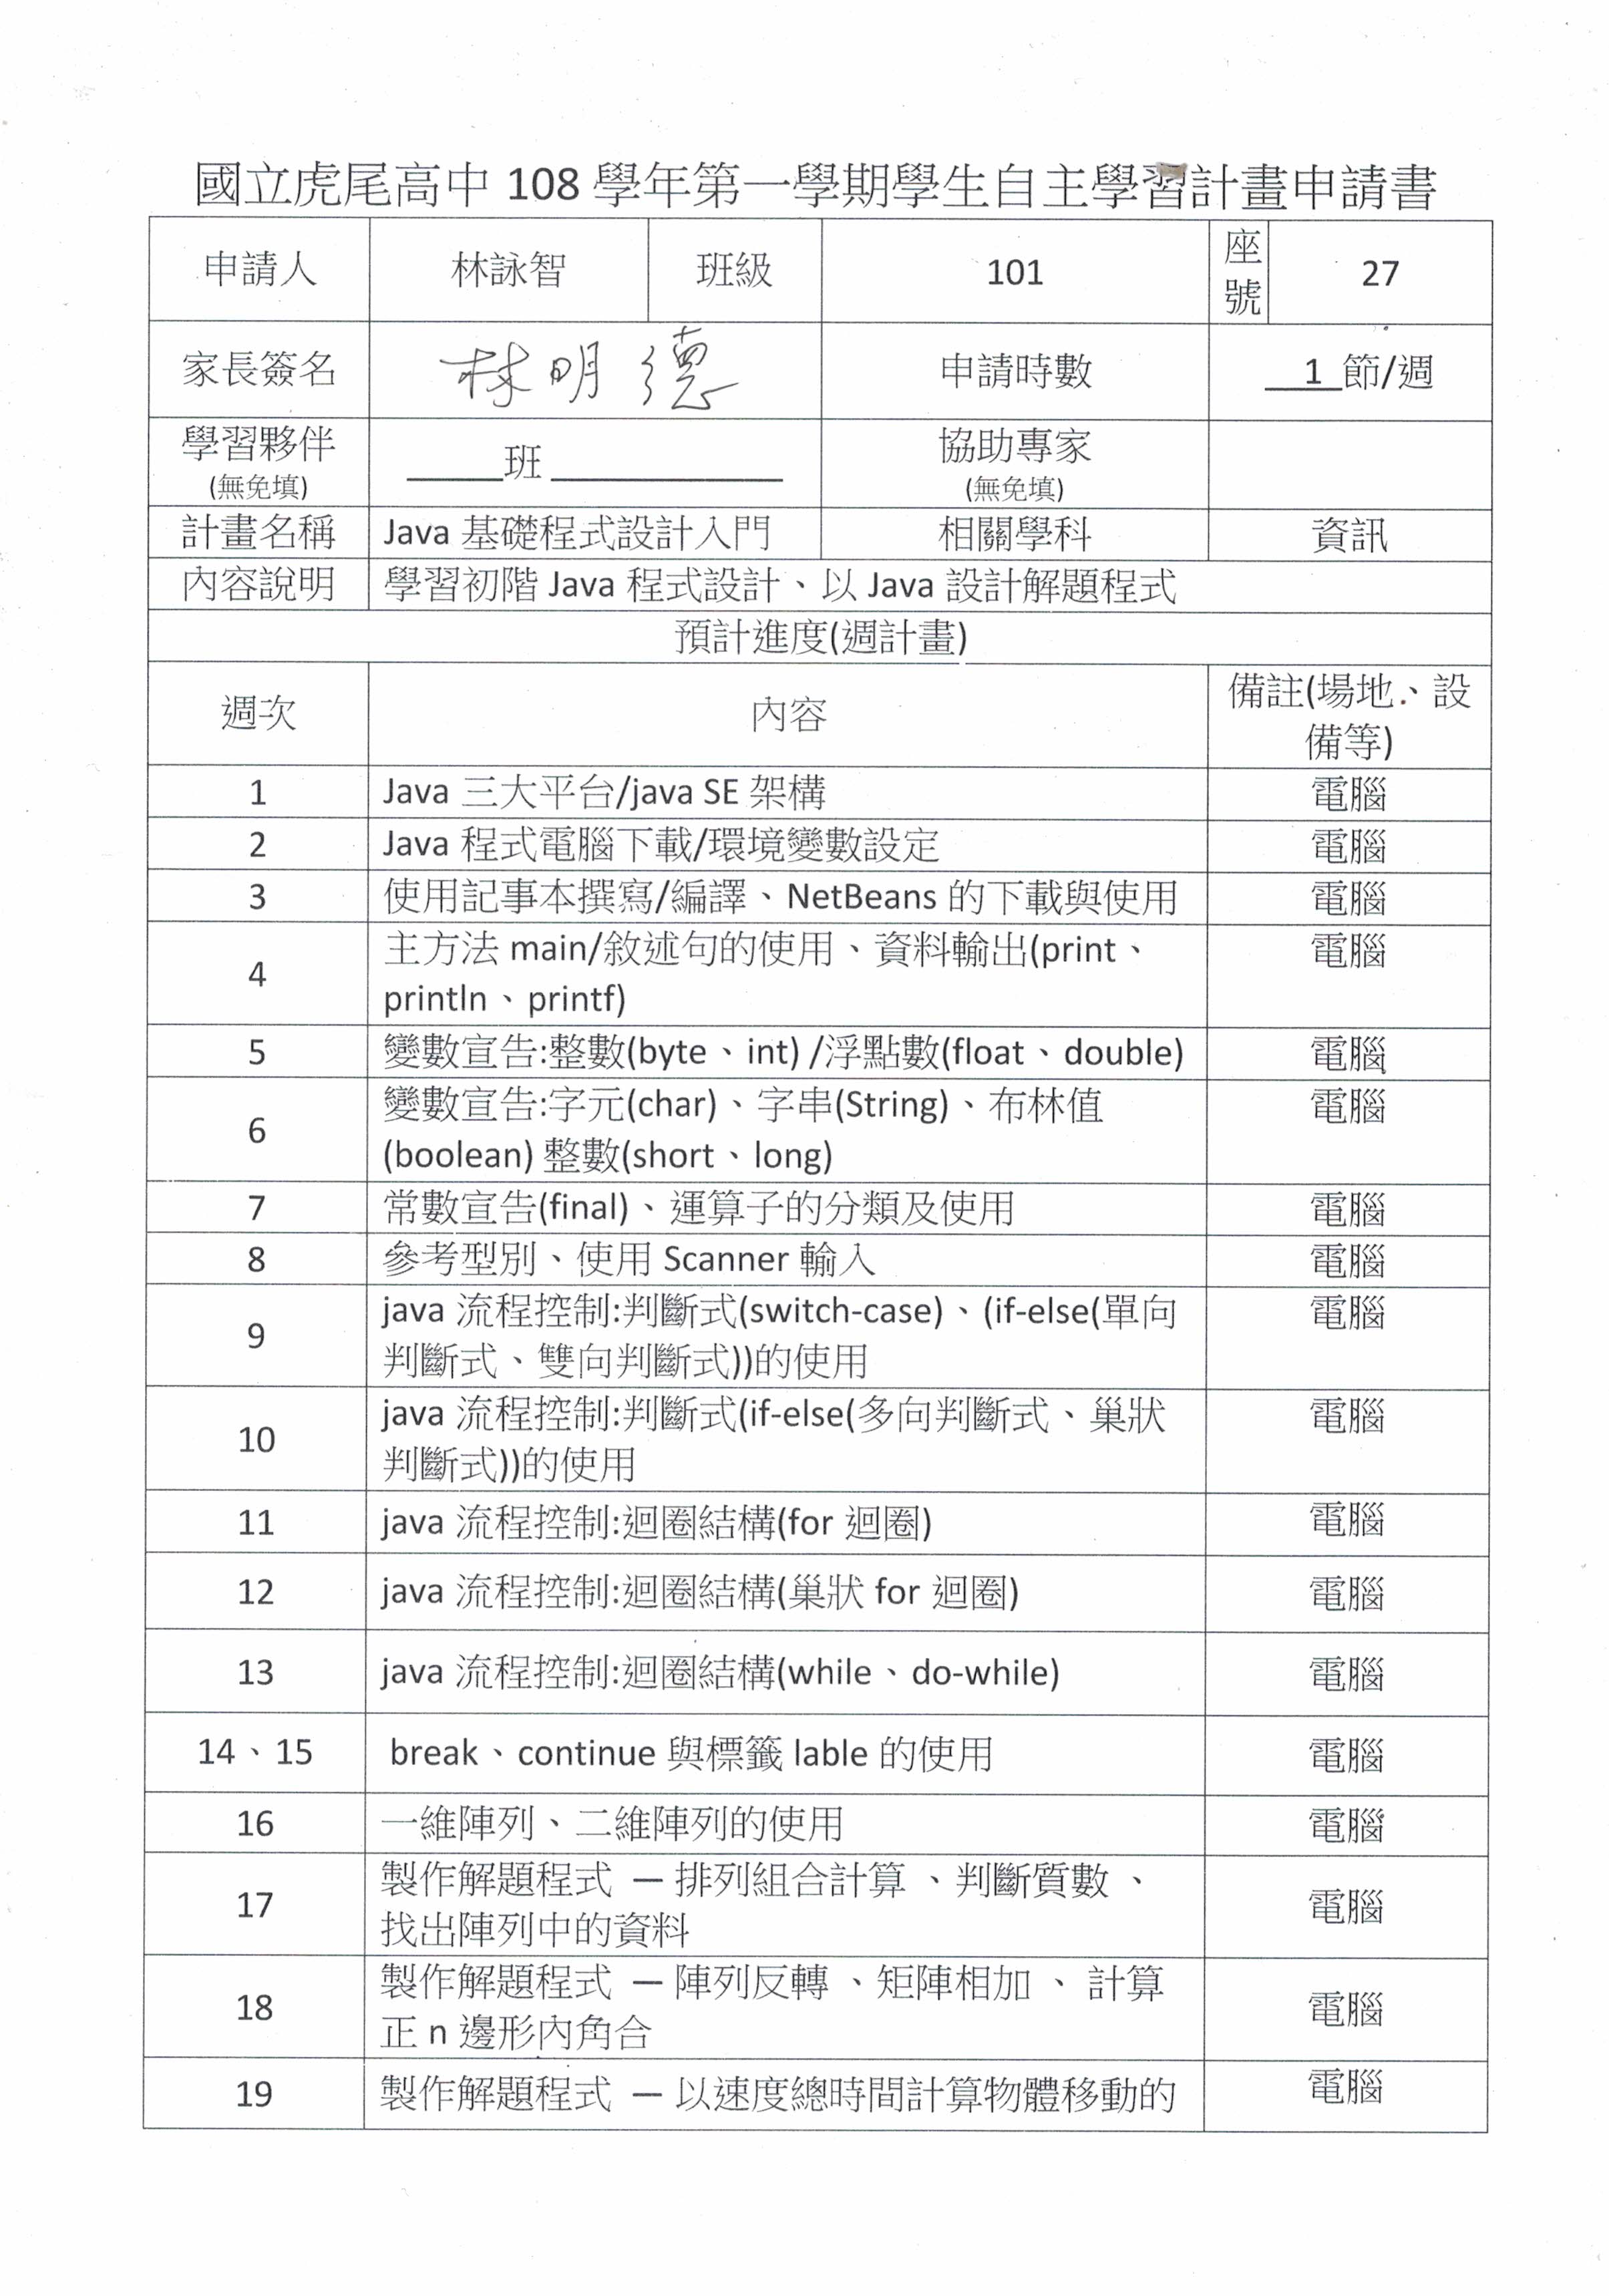 國立虎尾高中 108 學年第一學期學生自主學習計畫申請書
申請人 林詠智 班級 101 座號 27
家長簽名 林明德 申請時數 1 節/週
學習夥伴 (無免填) 班 協助專家 (無免填)
計畫名稱 Java 基礎程式設計入門 相關學科 資訊
內容說明 學習初階 Java 程式設計、以 Java 設計解題程式
預計進度(週計畫)
週次 內容 備註(場地、設備等)
1 Java 三大平台/java SE 架構 電腦
2 Java 程式電腦下載/環境變數設定 電腦
3 使用記事本撰寫/編譯、NetBeans 的下載與使用 電腦
4 主方法 main/敘述句的使用、資料輸出(print、 電腦
println、printf)
5 變數宣告:整數(byte、int) /浮點數(float、double) 電腦
6 變數宣告:字元(char)、字串(String)、布林值 電腦
(boolean) 整數(short、long)
7 常數宣告(final)、運算子的分類及使用 電腦
8 參考型別、使用 Scanner 輸入 電腦
9 java 流程控制:判斷式(switch-case)、(if-else(單向 電腦
判斷式、雙向判斷式))的使用
10 java 流程控制:判斷式(if-else(多向判斷式、巢狀 電腦
判斷式))的使用
11 java 流程控制:迴圈結構(for 迴圈) 電腦
12 java 流程控制:迴圈結構(巢狀 for 迴圈) 電腦
13 java 流程控制:迴圈結構(while、do-while) 電腦
14、15 break、continue 與標籤 lable 的使用 電腦
16 一維陣列、二維陣列的使用 電腦
17 製作解題程式 — 排列組合計算 、判斷質數 、 電腦
找出陣列中的資料
18 製作解題程式 — 陣列反轉 、矩陣相加 、 計算 電腦
正 n 邊形內角合
19 製作解題程式 — 以速度總時間計算物體移動的 電腦